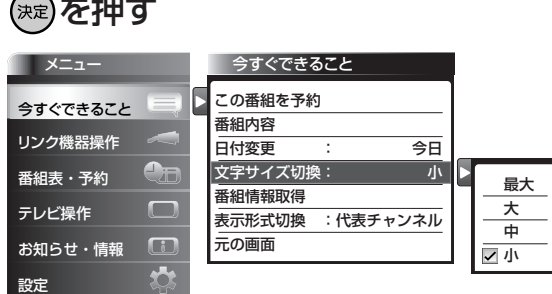 決定を押す
メニュー
今すぐできること
リンク機器操作
番組表・予約
テレビ操作
お知らせ・情報
設定
今すぐできること
この番組を予約
番組内容
日付変更 : 今日
文字サイズ切換 : 小
番組情報取得
表示形式切換 : 代表チャンネル
元の画面
最大
大
中
小